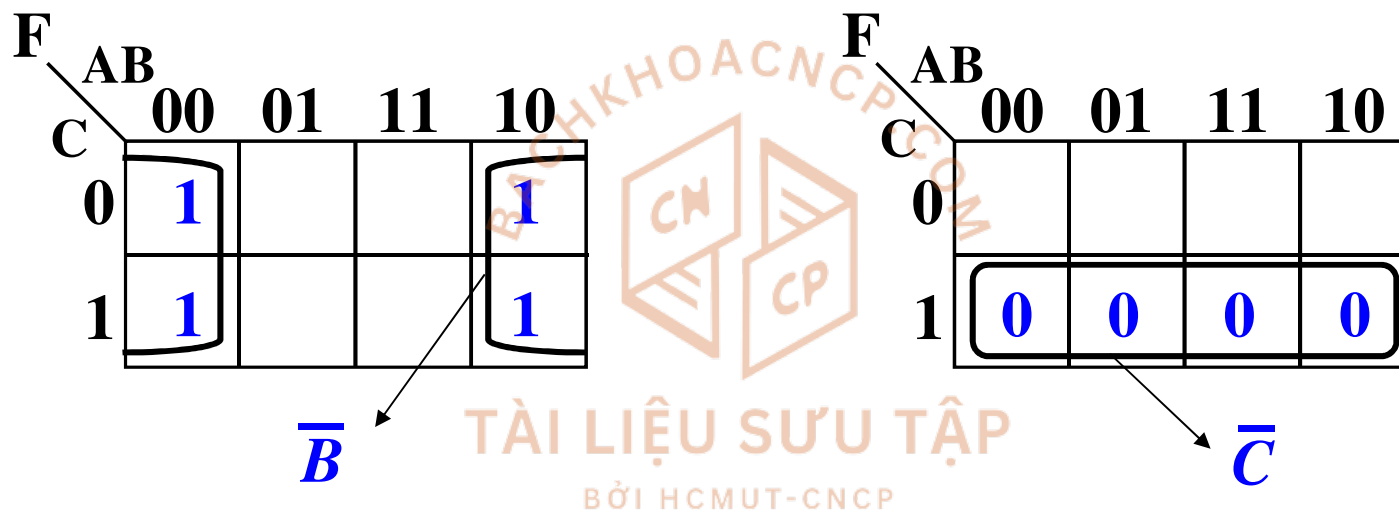 F AB
00 01 11 10
C
0 1 1
1 1 1
B̅
F AB
00 01 11 10
C
0
1 0 0 0 0
C̅
BACHKHOACNCP.COM
CN
CP
TÀI LIỆU SƯU TẬP
BỞI HCMUT-CNCP